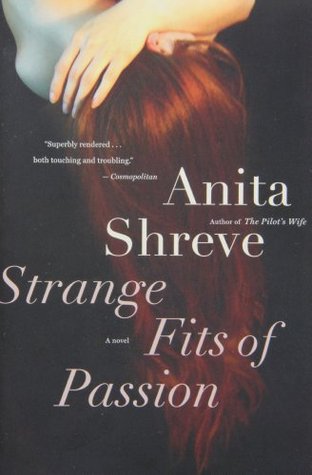 "Superbly rendered . . .
both touching and troubling."
— Cosmopolitan
Anita
Author of The Pilot's Wife
Shreve
Strange
A novel
Fits of
Passion